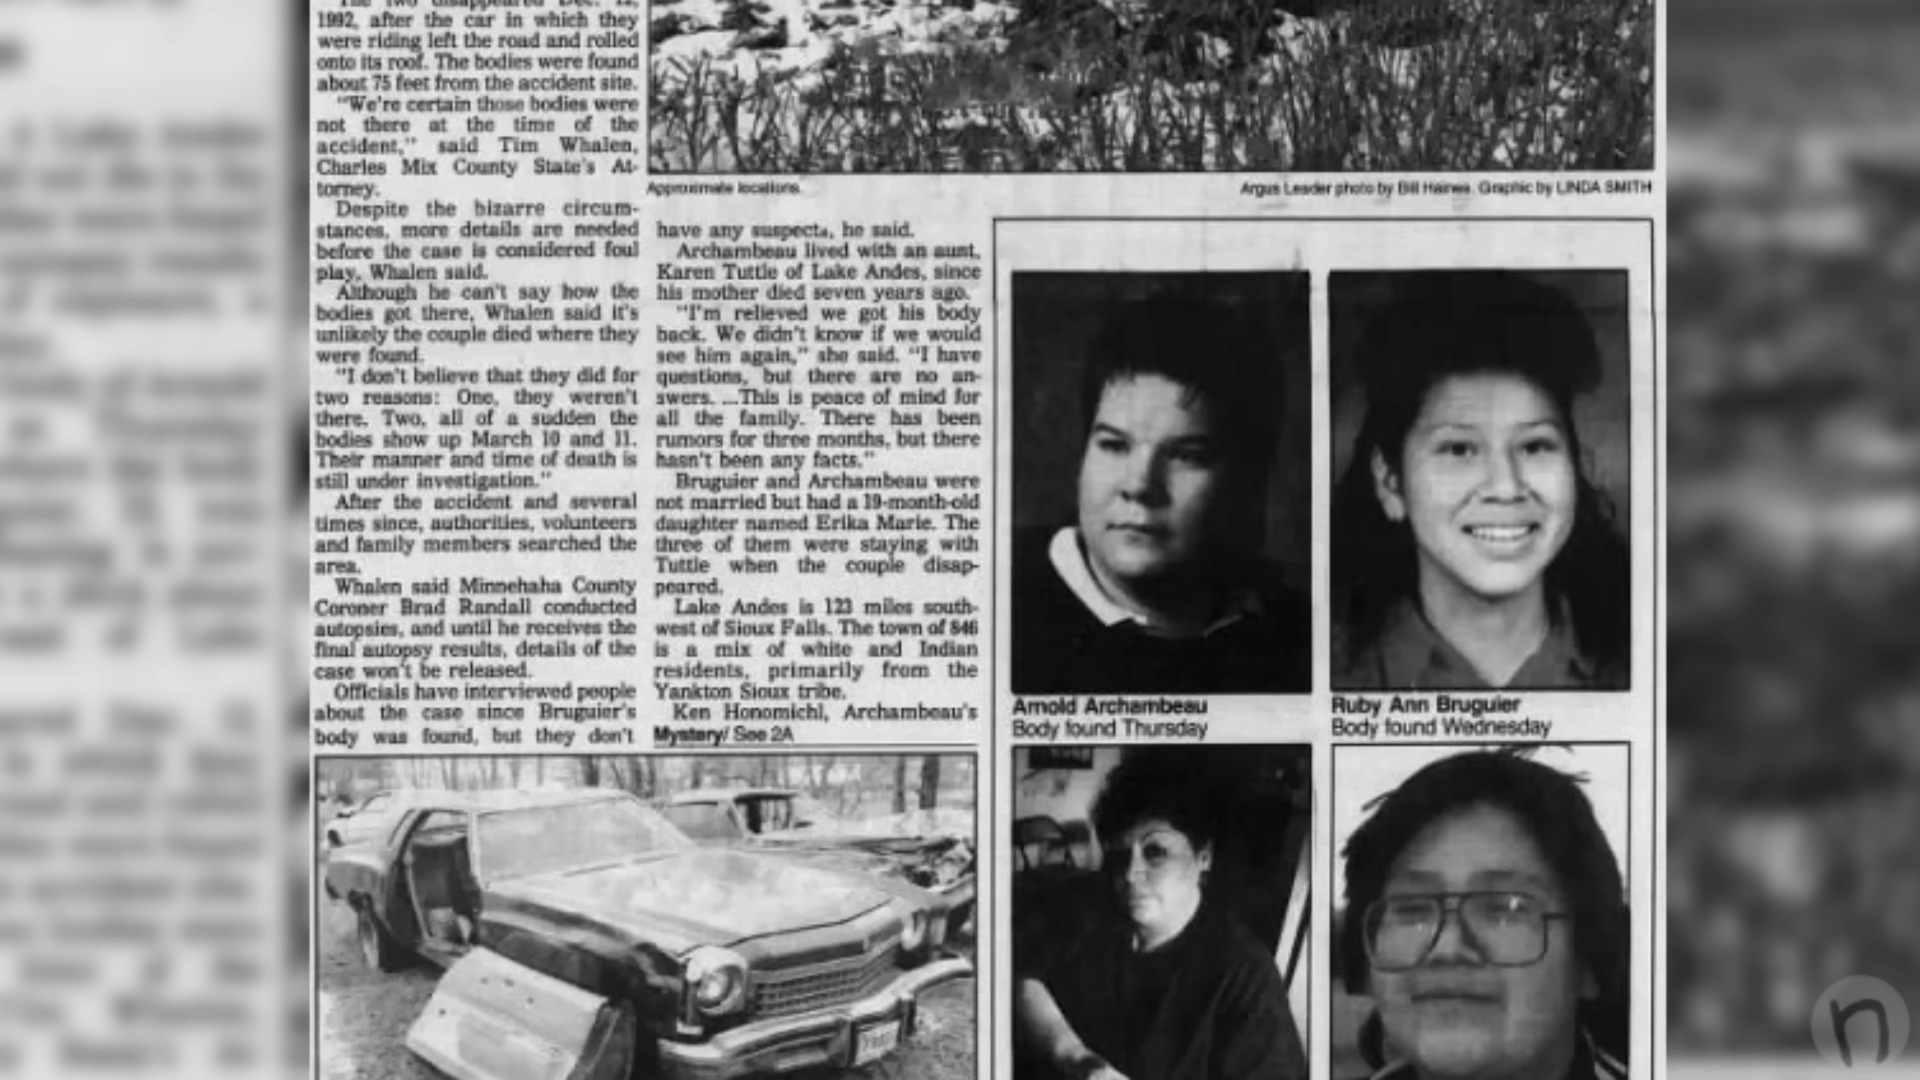 The two disappeared Dec. 12,
1992, after the car in which they
were riding left the road and rolled
onto its roof. The bodies were found
about 75 feet from the accident site.
"We're certain those bodies were
not there at the time of the
accident," said Tim Whalen,
Charles Mix County State's At-
torney.
Despite the bizarre circum-
stances, more details are needed
before the case is considered foul
play, Whalen said.
Although he can't say how the
bodies got there, Whalen said it's
unlikely the couple died where they
were found.
"I don't believe that they did for
two reasons: One, they weren't
there. Two, all of a sudden the
bodies show up March 10 and 11.
Their manner and time of death is
still under investigation."
After the accident and several
times since, authorities, volunteers
and family members searched the
area.
Whalen said Minnehaha County
Coroner Brad Randall conducted
autopsies, and until he receives the
final autopsy results, details of the
case won't be released.
Officials have interviewed people
about the case since Bruguier's
body was found, but they don't
Approximate locations.
Argus Leader photo by Bill Haines. Graphic by LINDA SMITH
have any suspects, he said.
Archambeau lived with an aunt,
Karen Tuttle of Lake Andes, since
his mother died seven years ago.
"I'm relieved we got his body
back. We didn't know if we would
see him again," she said. "I have
questions, but there are no an-
swers. ...This is peace of mind for
all the family. There has been
rumors for three months, but there
hasn't been any facts."
Bruguier and Archambeau were
not married but had a 19-month-old
daughter named Erika Marie. The
three of them were staying with
Tuttle when the couple disap-
peared.
Lake Andes is 123 miles south-
west of Sioux Falls. The town of 846
is a mix of white and Indian
residents, primarily from the
Yankton Sioux tribe.
Ken Honomichl, Archambeau's
Mystery/ See 2A
Arnold Archambeau
Body found Thursday
Ruby Ann Bruguier
Body found Wednesday
n